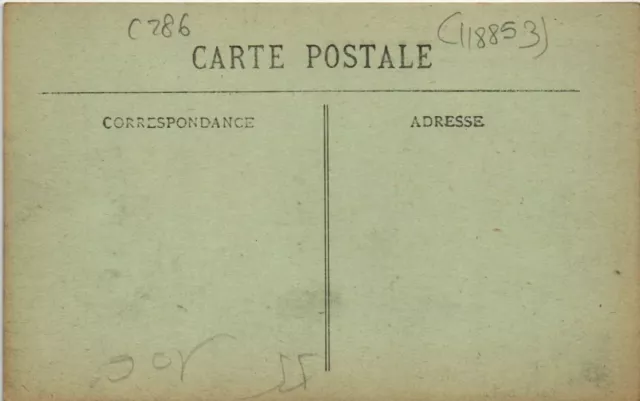 C786 (118853)
CARTE POSTALE
CORRESPONDANCE ADRESSE